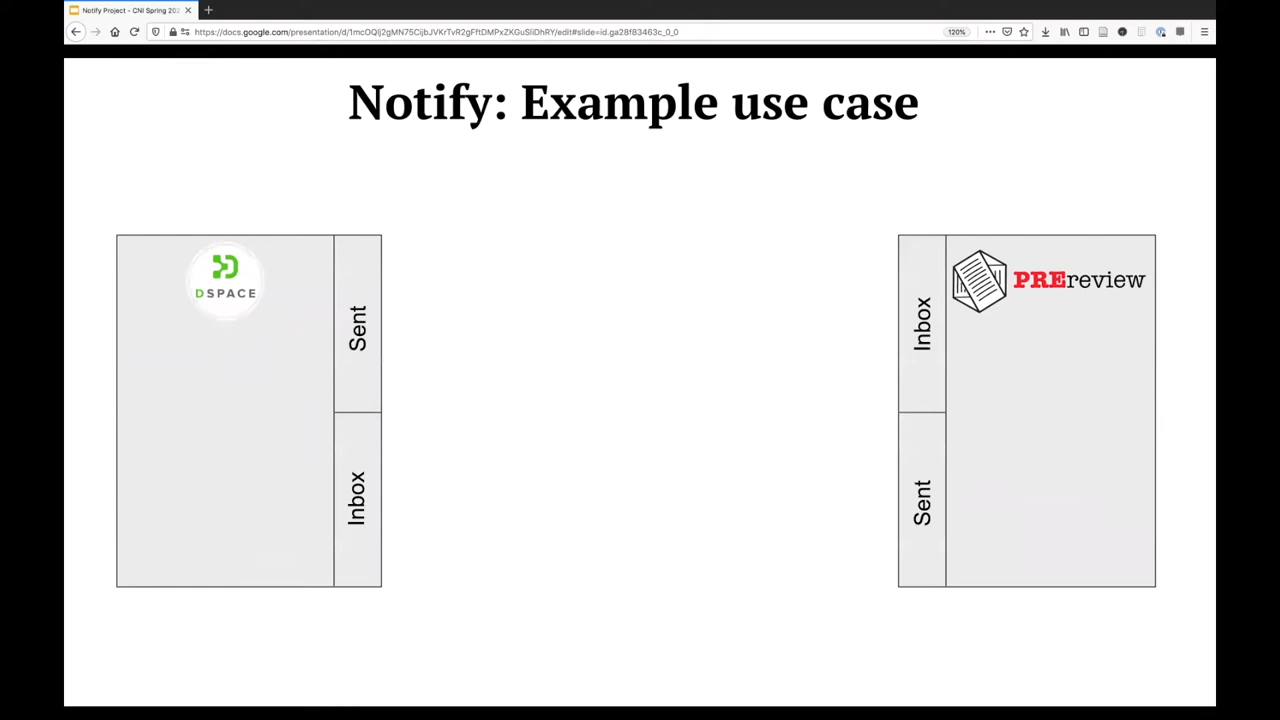 Notify Project - CNI Spring 202
https://docs.google.com/presentation/d/1mcOQlj2gMN75CijbJVKrTvR2gFftDMPxZKGuSliDhRY/edit#slide=id.ga28f83463c_0_0
120%
Notify: Example use case
DSPACE
Sent
Inbox
Inbox
PREreview
Sent